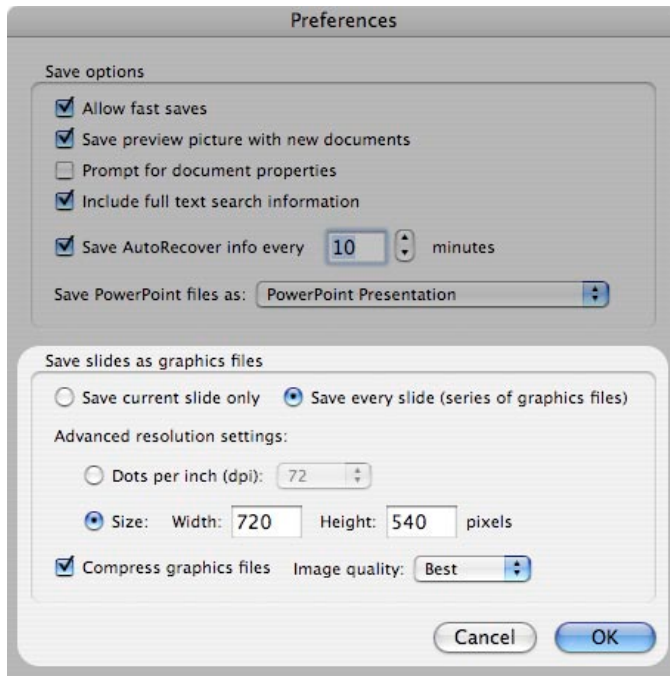 Preferences
Save options
Allow fast saves
Save preview picture with new documents
Prompt for document properties
Include full text search information
Save AutoRecover info every 10 minutes
Save PowerPoint files as: PowerPoint Presentation
Save slides as graphics files
Save current slide only Save every slide (series of graphics files)
Advanced resolution settings:
Dots per inch (dpi): 72
Size: Width: 720 Height: 540 pixels
Compress graphics files Image quality: Best
Cancel OK